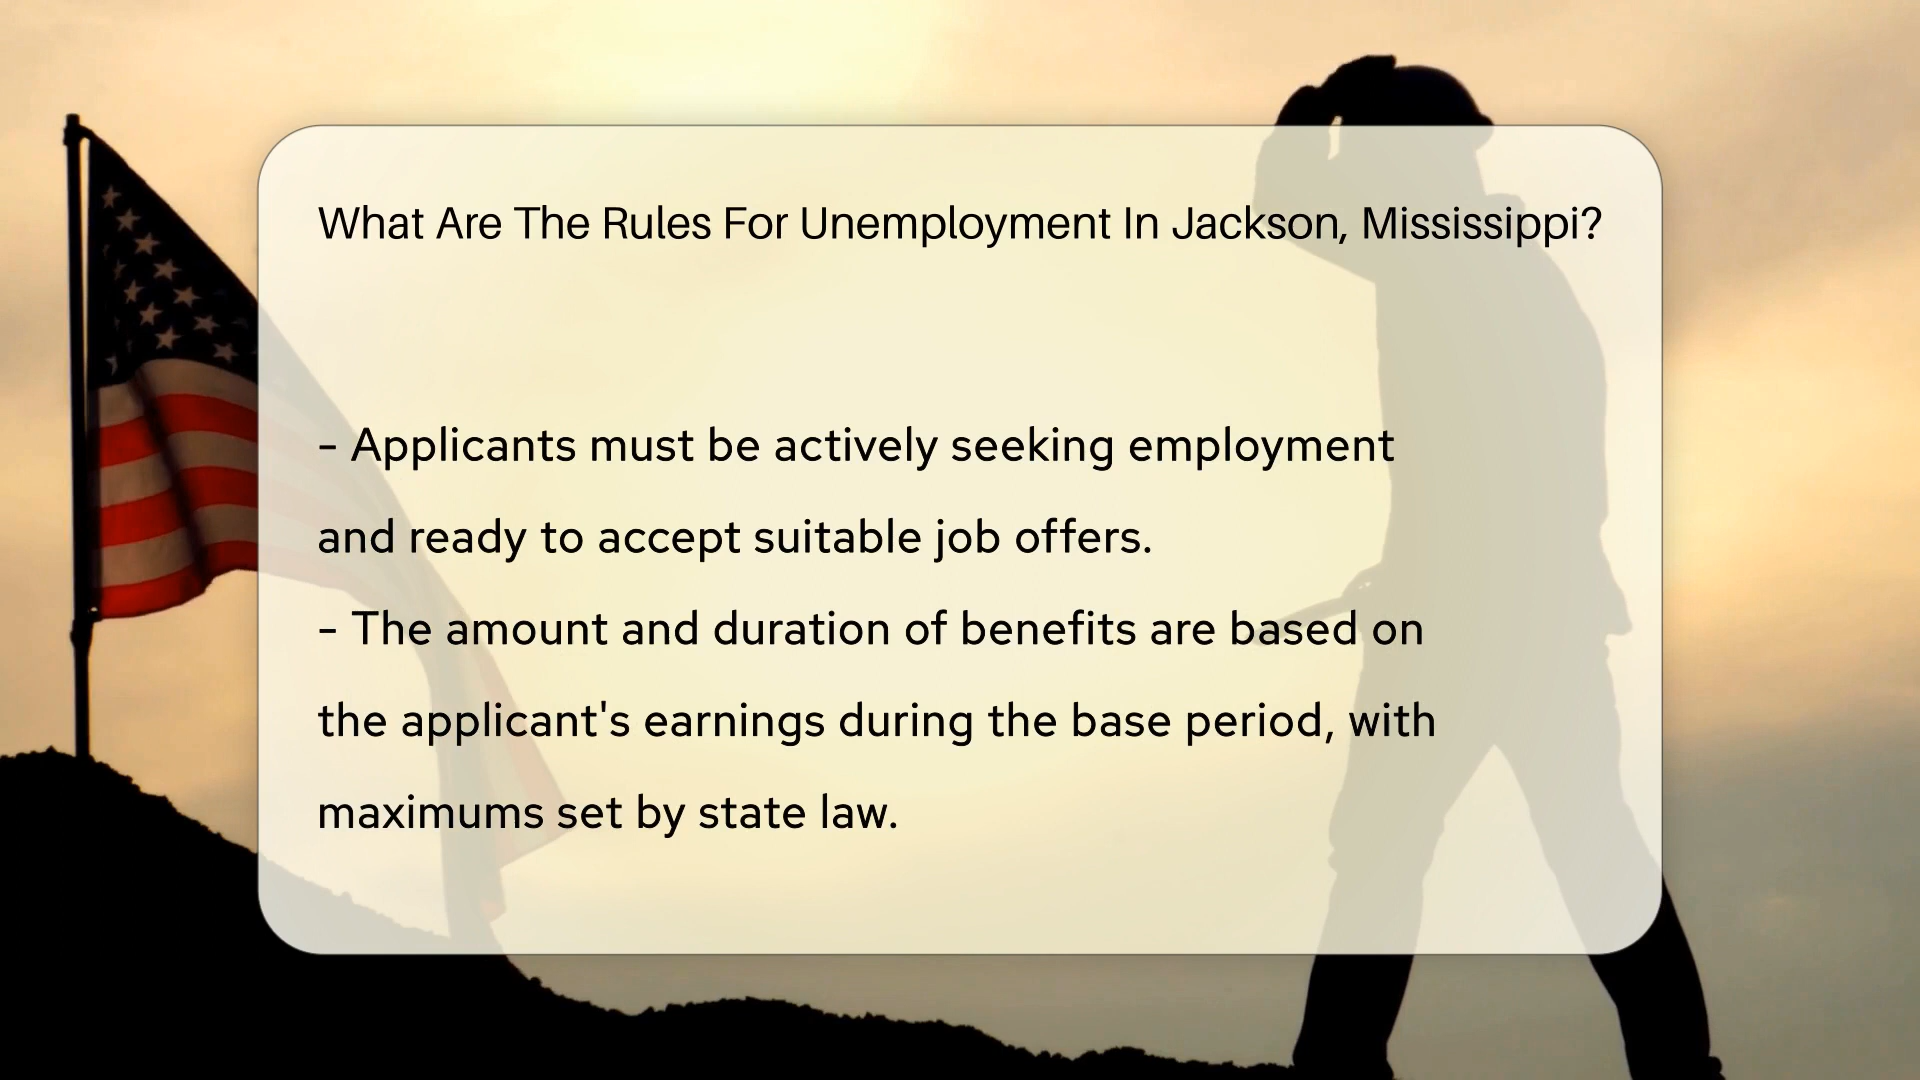 What Are The Rules For Unemployment In Jackson, Mississippi?
- Applicants must be actively seeking employment
and ready to accept suitable job offers.
- The amount and duration of benefits are based on
the applicant's earnings during the base period, with
maximums set by state law.